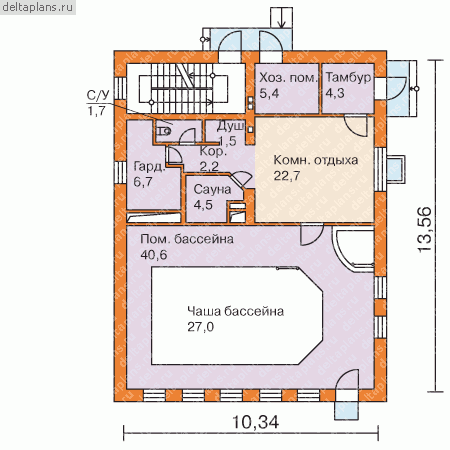 deltaplans.ru
Хоз. пом.
5,4
Тамбур
4,3
С/У
1,7
Душ
1,5
Кор.
2,2
Гард.
6,7
Комн. отдыха
22,7
Сауна
4,5
Пом. бассейна
40,6
Чаша бассейна
27,0
13,56
10,34